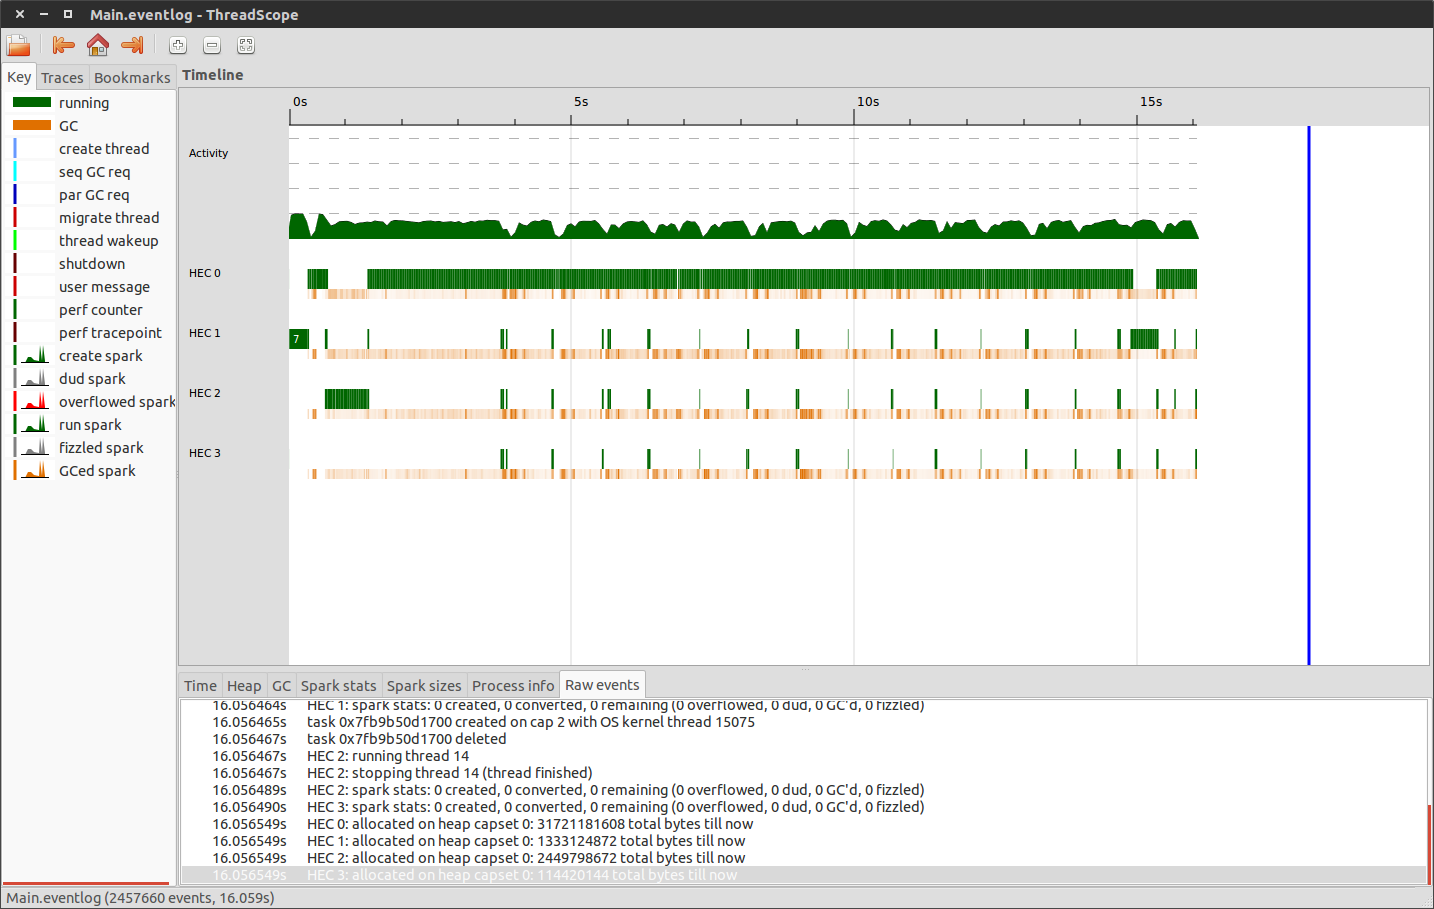 Main.eventlog - ThreadScope
Key Traces Bookmarks
running
GC
create thread
seq GC req
par GC req
migrate thread
thread wakeup
shutdown
user message
perf counter
perf tracepoint
create spark
dud spark
overflowed spark
run spark
fizzled spark
GCed spark
Timeline
0s 5s 10s 15s
Activity
HEC 0
HEC 1
7
HEC 2
HEC 3
Time Heap GC Spark stats Spark sizes Process info Raw events
16.056464s HEC 1: spark stats: 0 created, 0 converted, 0 remaining (0 overflowed, 0 dud, 0 GC'd, 0 fizzled)
16.056465s task 0x7fb9b50d1700 created on cap 2 with OS kernel thread 15075
16.056467s task 0x7fb9b50d1700 deleted
16.056467s HEC 2: running thread 14
16.056467s HEC 2: stopping thread 14 (thread finished)
16.056489s HEC 2: spark stats: 0 created, 0 converted, 0 remaining (0 overflowed, 0 dud, 0 GC'd, 0 fizzled)
16.056490s HEC 3: spark stats: 0 created, 0 converted, 0 remaining (0 overflowed, 0 dud, 0 GC'd, 0 fizzled)
16.056549s HEC 0: allocated on heap capset 0: 31721181608 total bytes till now
16.056549s HEC 1: allocated on heap capset 0: 1333124872 total bytes till now
16.056549s HEC 2: allocated on heap capset 0: 2449798672 total bytes till now
16.056549s HEC 3: allocated on heap capset 0: 114420144 total bytes till now
Main.eventlog (2457660 events, 16.059s)